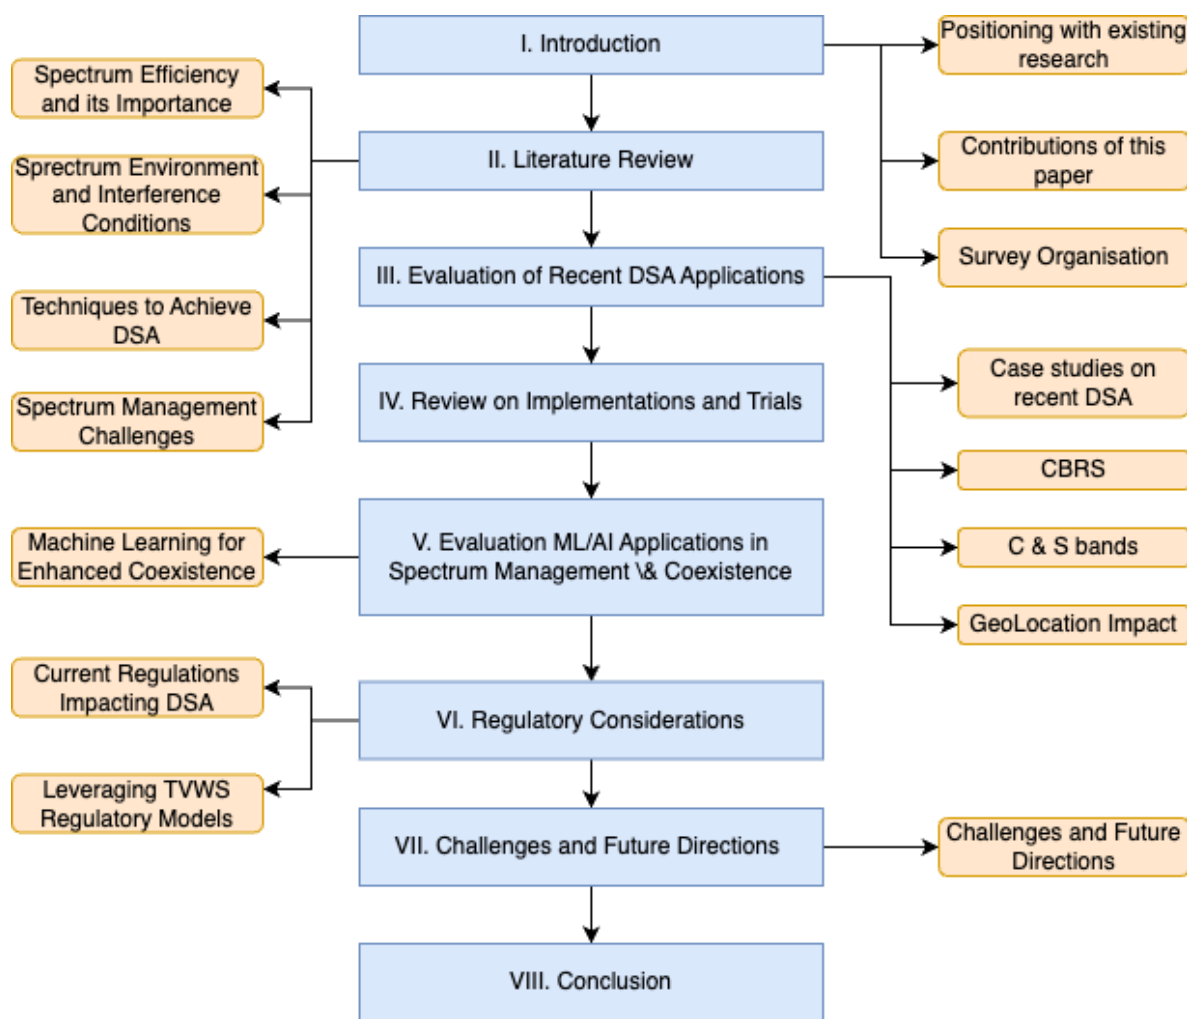 I. Introduction
Positioning with existing
research
Contributions of this
paper
Survey Organisation
II. Literature Review
Spectrum Efficiency
and its Importance
Sprectrum Environment
and Interference
Conditions
Techniques to Achieve
DSA
Spectrum Management
Challenges
III. Evaluation of Recent DSA Applications
Case studies on
recent DSA
CBRS
C & S bands
GeoLocation Impact
IV. Review on Implementations and Trials
V. Evaluation ML/AI Applications in
Spectrum Management \& Coexistence
Machine Learning for
Enhanced Coexistence
VI. Regulatory Considerations
Current Regulations
Impacting DSA
Leveraging TVWS
Regulatory Models
VII. Challenges and Future Directions
Challenges and Future
Directions
VIII. Conclusion